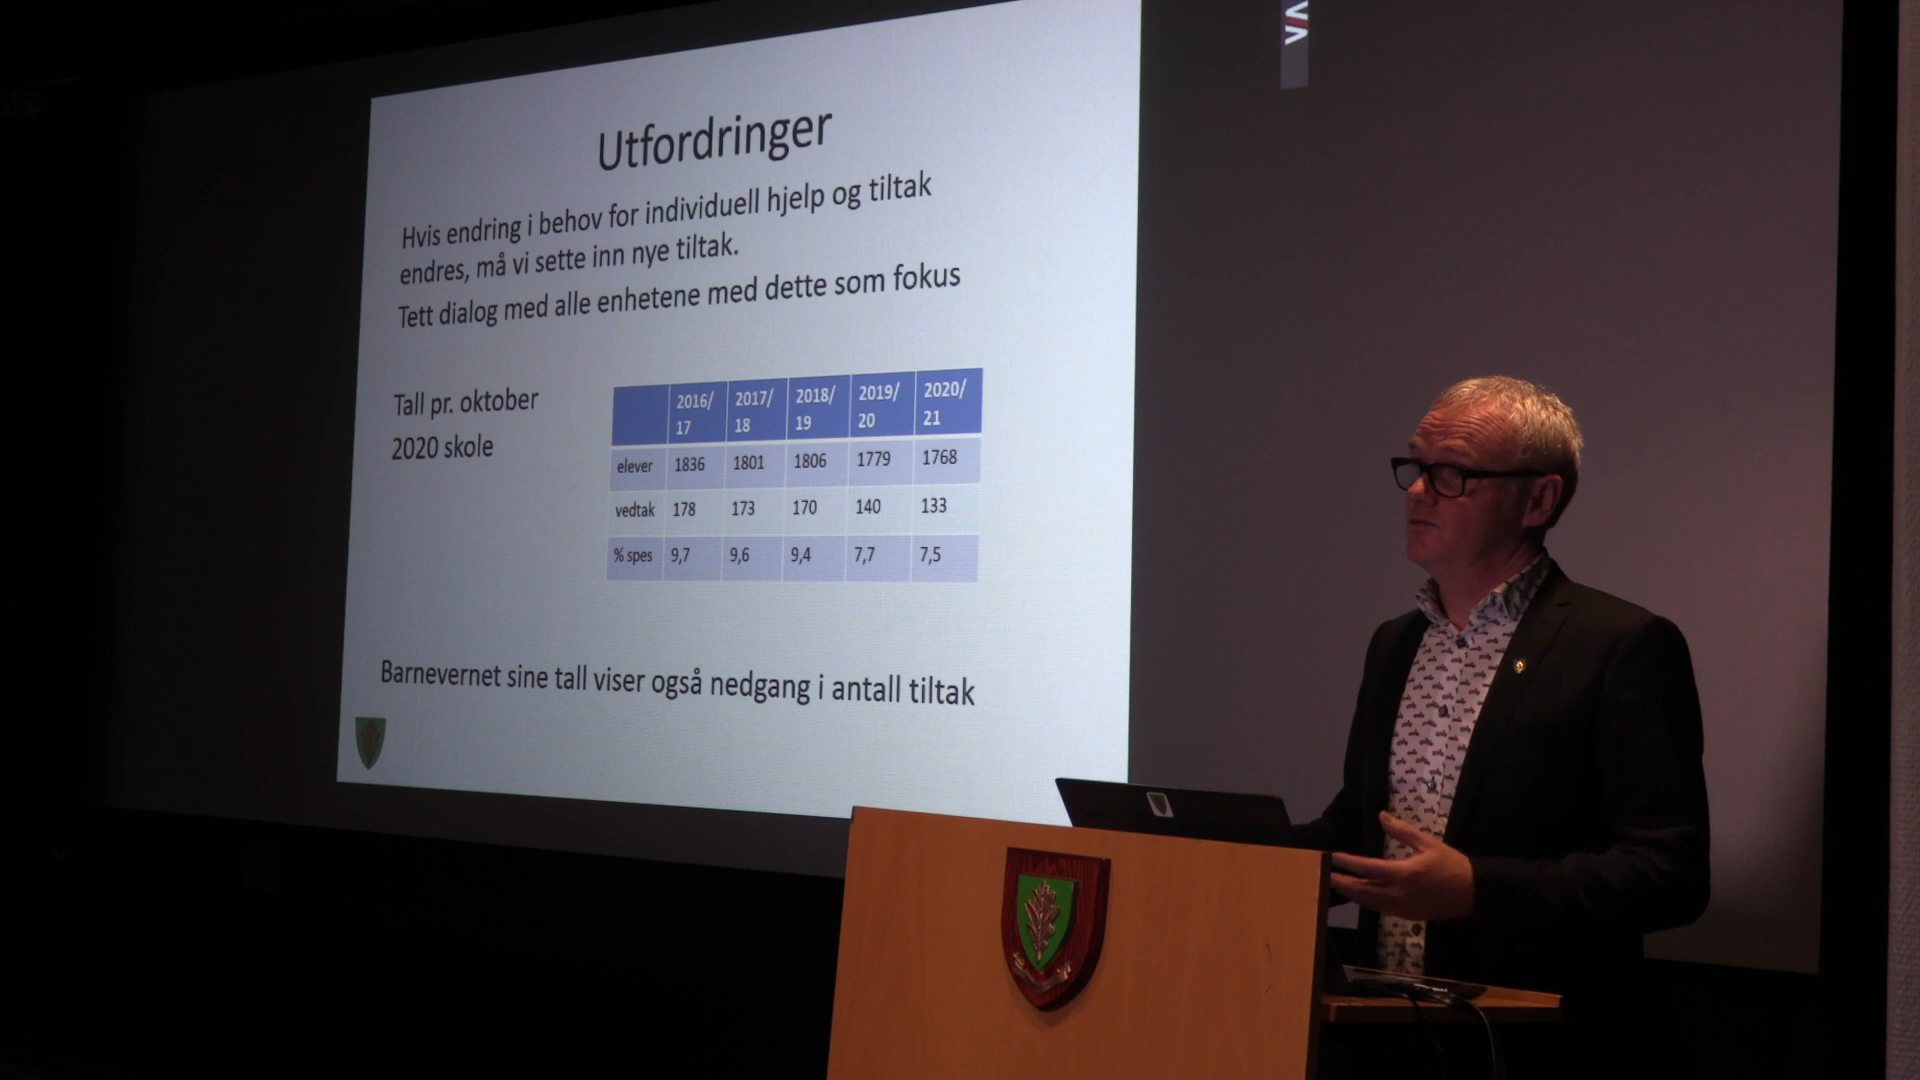 Utfordringer
Hvis endring i behov for individuell hjelp og tiltak
endres, må vi sette inn nye tiltak.
Tett dialog med alle enhetene med dette som fokus
Tall pr. oktober
2020 skole
2016/17 2017/18 2018/19 2019/20 2020/21
elever 1836 1801 1806 1779 1768
vedtak 178 173 170 140 133
% spes 9,7 9,6 9,4 7,7 7,5
Barnevernet sine tall viser også nedgang i antall tiltak